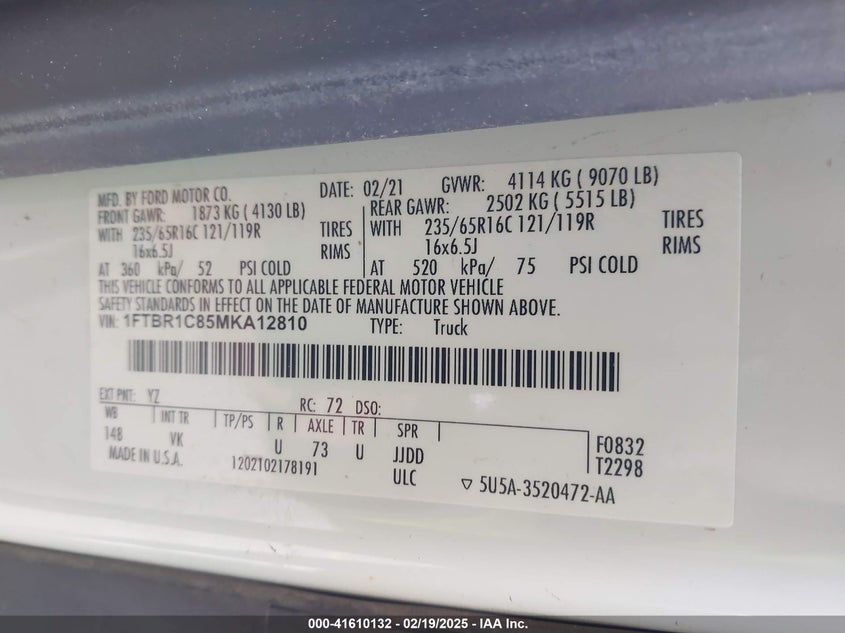 MFD. BY FORD MOTOR CO. DATE: 02/21 GVWR: 4114 KG ( 9070 LB)
FRONT GAWR: 1873 KG ( 4130 LB) REAR GAWR: 2502 KG ( 5515 LB)
WITH 235/65R16C 121/119R TIRES WITH 235/65R16C 121/119R TIRES
16x6.5J RIMS 16x6.5J RIMS
AT 360 kPa/ 52 PSI COLD AT 520 kPa/ 75 PSI COLD
THIS VEHICLE CONFORMS TO ALL APPLICABLE FEDERAL MOTOR VEHICLE
SAFETY STANDARDS IN EFFECT ON THE DATE OF MANUFACTURE SHOWN ABOVE.
VIN: 1FTBR1C85MKA12810 TYPE: Truck
EXT PNT: YZ RC: 72 DSO:
WB INT TR TP/PS R AXLE TR SPR
148 VK U 73 U JJDD F0832
MADE IN U.S.A. 1202102178191 ULC T2298
5U5A-3520472-AA
000-41610132 - 02/19/2025 - IAA Inc.